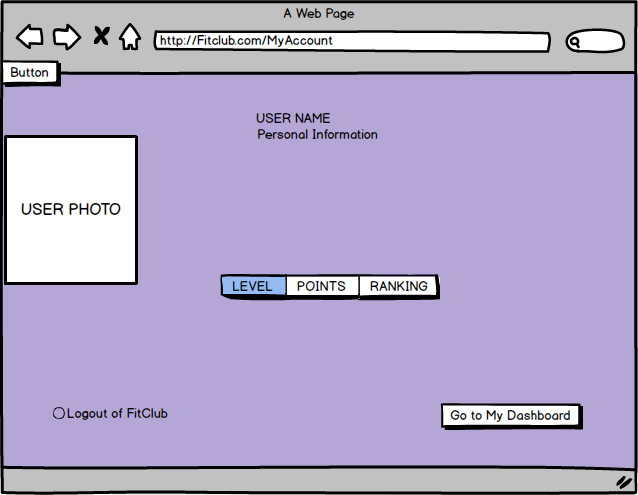 A Web Page
http://Fitclub.com/MyAccount
Button
USER NAME
Personal Information
USER PHOTO
LEVEL POINTS RANKING
Logout of FitClub
Go to My Dashboard